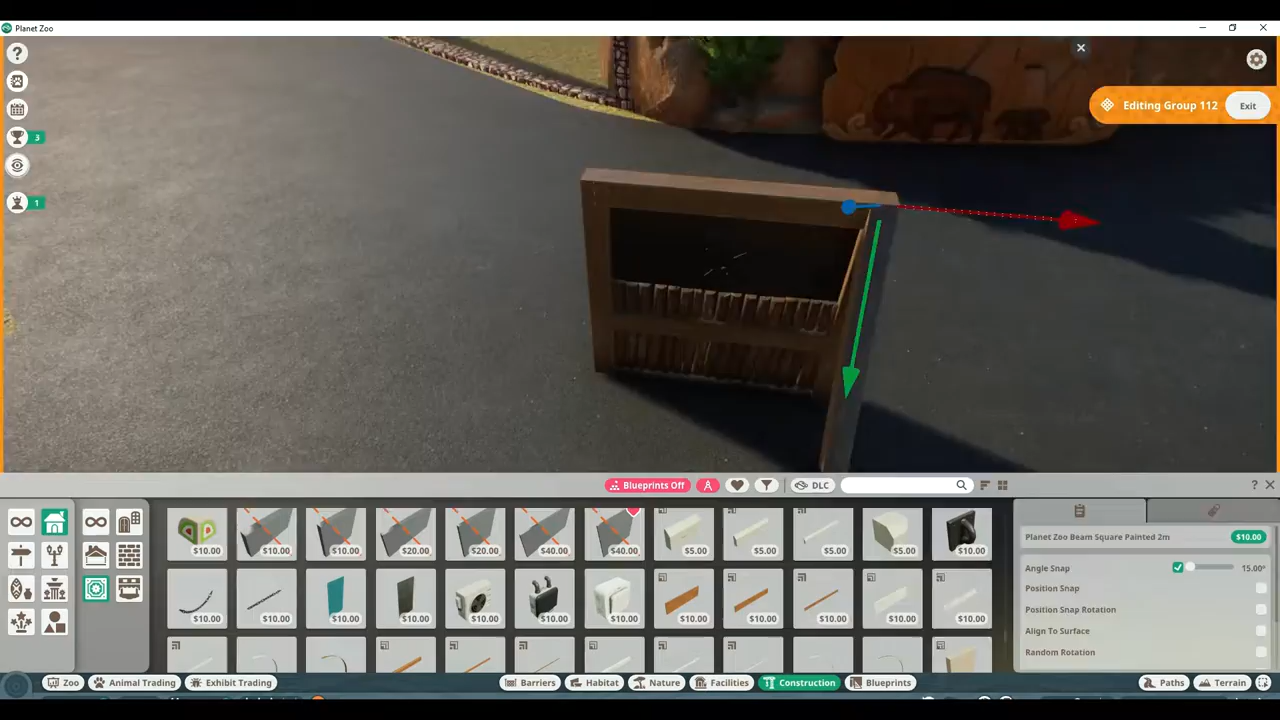 Planet Zoo
Editing Group 112
Exit
3
1
Blueprints Off
DLC
$10.00 $10.00 $10.00 $20.00 $20.00 $40.00 $40.00 $5.00 $5.00 $5.00 $5.00 $10.00
$10.00 $10.00 $10.00 $10.00 $10.00 $10.00 $10.00 $10.00 $10.00 $10.00 $10.00 $10.00
Planet Zoo Beam Square Painted 2m $10.00
Angle Snap 15.00°
Position Snap
Position Snap Rotation
Align To Surface
Random Rotation
Zoo Animal Trading Exhibit Trading Barriers Habitat Nature Facilities Construction Blueprints Paths Terrain